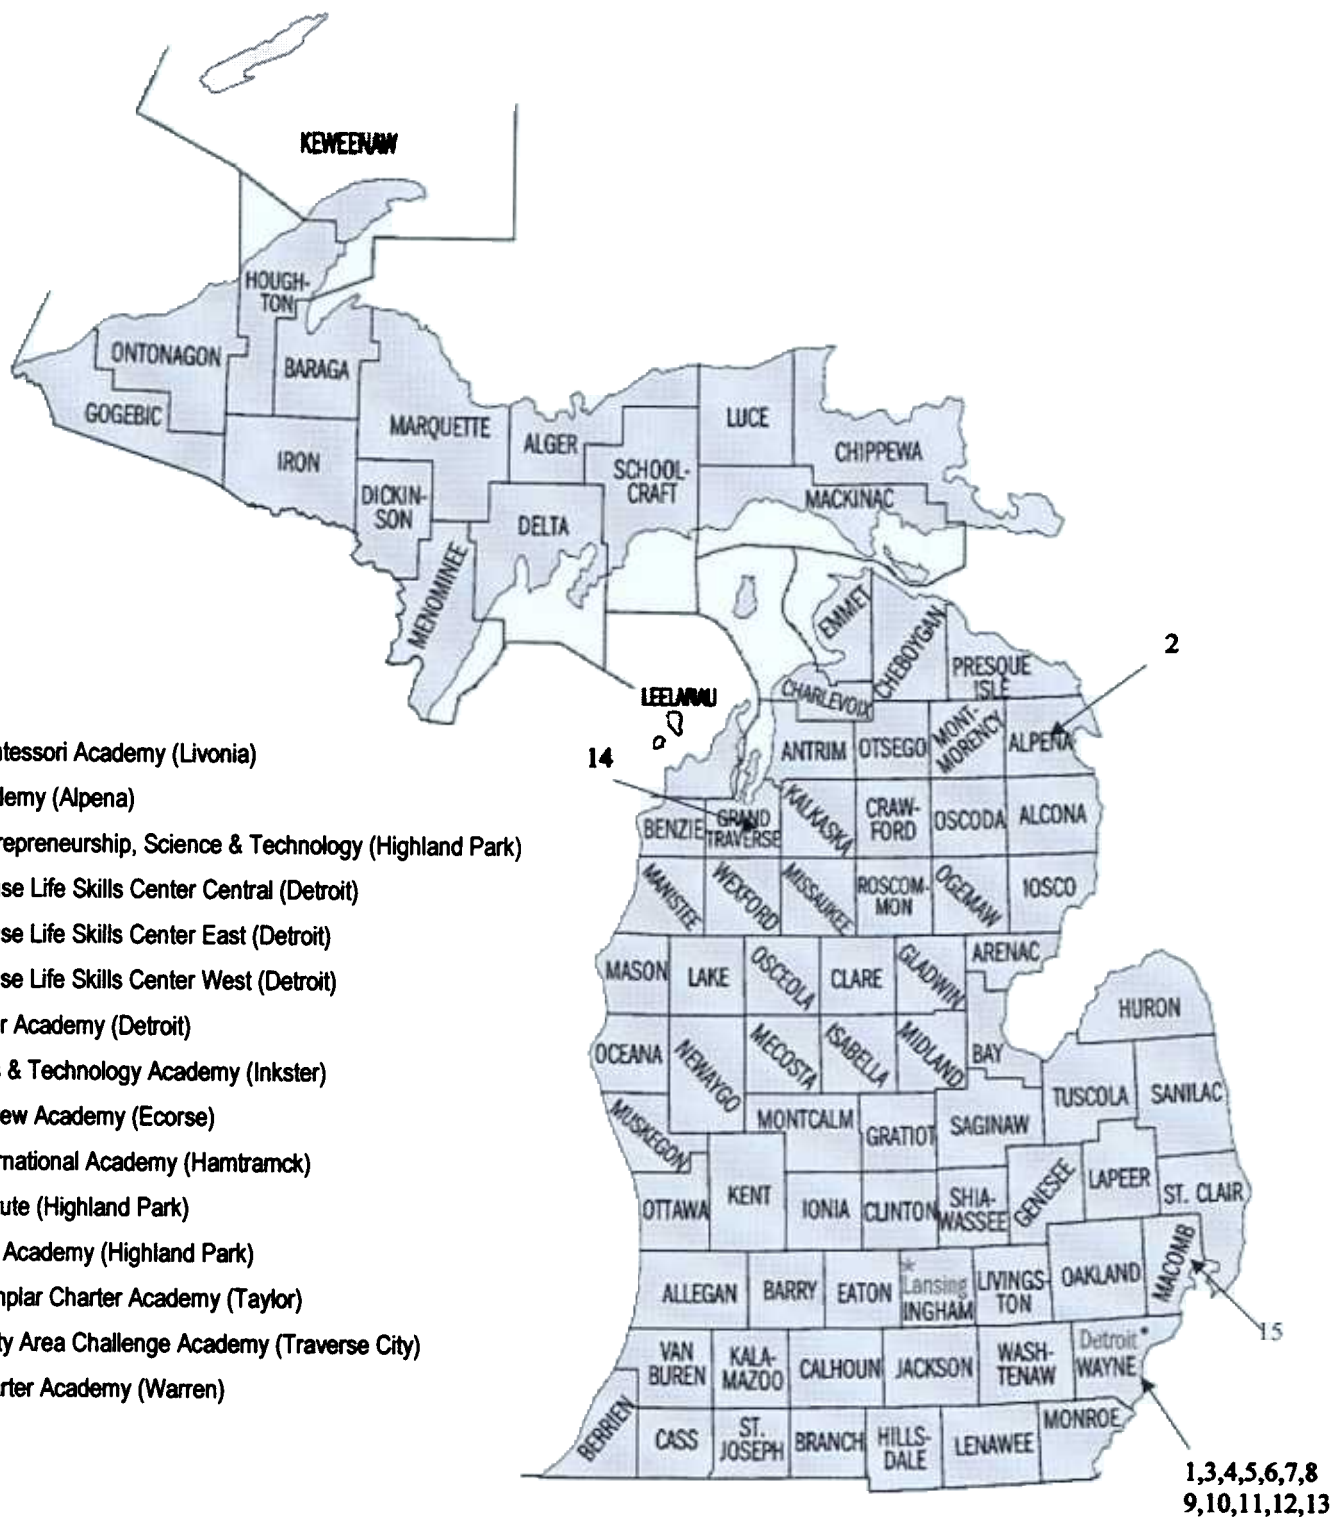 KEWEENAW
HOUGH-
TON
ONTONAGON
BARAGA
GOGEBIC
MARQUETTE
ALGER
LUCE
CHIPPEWA
IRON
SCHOOL-
CRAFT
MACKINAC
DICKIN-
SON
DELTA
MENOMINEE
EMMET
CHEBOYGAN
2
PRESQUE
ISLE
LEELANAU
CHARLEVOIX
ntessori Academy (Livonia)
14
ANTRIM
OTSEGO
MONT-
MORENCY
ALPENA
lemy (Alpena)
repreneurship, Science & Technology (Highland Park)
BENZIE
GRAND
TRAVERSE
KALKASKA
CRAW-
FORD
OSCODA
ALCONA
se Life Skills Center Central (Detroit)
MANISTEE
WEXFORD
MISSAUKEE
ROSCOM-
MON
OGEMAW
IOSCO
se Life Skills Center East (Detroit)
se Life Skills Center West (Detroit)
MASON
LAKE
OSCEOLA
CLARE
GLADWIN
ARENAC
HURON
r Academy (Detroit)
s & Technology Academy (Inkster)
OCEANA
NEWAYGO
MECOSTA
ISABELLA
MIDLAND
BAY
TUSCOLA
SANILAC
ew Academy (Ecorse)
MUSKEGON
MONTCALM
GRATIOT
SAGINAW
rnational Academy (Hamtramck)
ute (Highland Park)
OTTAWA
KENT
IONIA
CLINTON
SHIA-
WASSEE
GENESEE
LAPEER
ST. CLAIR
Academy (Highland Park)
mplar Charter Academy (Taylor)
ALLEGAN
BARRY
EATON
*
Lansing
INGHAM
LIVINGS-
TON
OAKLAND
MACOMB
15
ty Area Challenge Academy (Traverse City)
rter Academy (Warren)
VAN
BUREN
KALA-
MAZOO
CALHOUN
JACKSON
WASH-
TENAW
Detroit
WAYNE
BERRIEN
CASS
ST.
JOSEPH
BRANCH
HILLS-
DALE
LENAWEE
MONROE
1,3,4,5,6,7,8
9,10,11,12,13